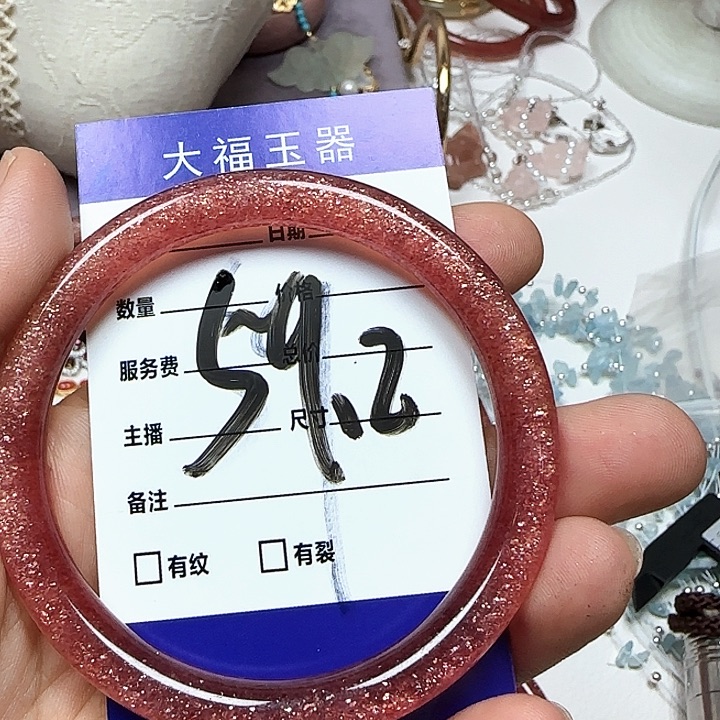 大福玉器
日期
数量 价格
59.2
服务费 总价
主播 尺寸
备注
有纹 有裂